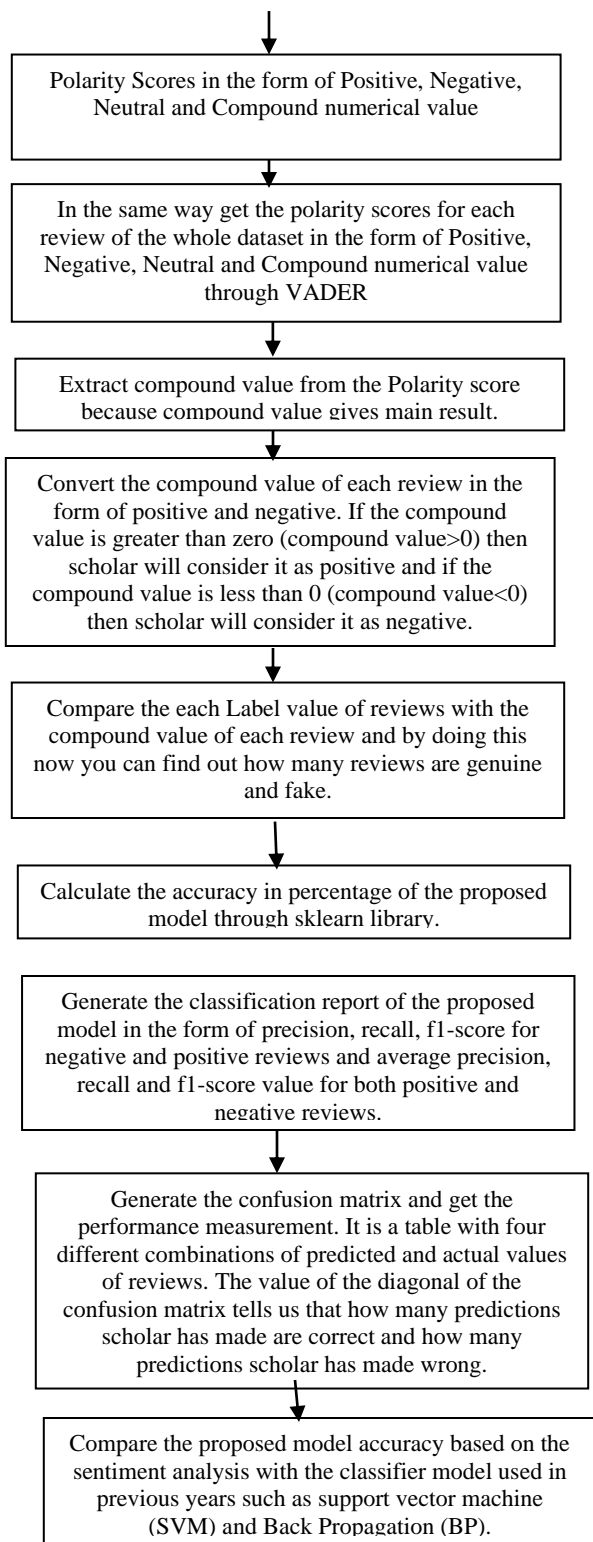 Polarity Scores in the form of Positive, Negative,
Neutral and Compound numerical value
In the same way get the polarity scores for each
review of the whole dataset in the form of Positive,
Negative, Neutral and Compound numerical value
through VADER
Extract compound value from the Polarity score
because compound value gives main result.
Convert the compound value of each review in the
form of positive and negative. If the compound
value is greater than zero (compound value>0) then
scholar will consider it as positive and if the
compound value is less than 0 (compound value<0)
then scholar will consider it as negative.
Compare the each Label value of reviews with the
compound value of each review and by doing this
now you can find out how many reviews are genuine
and fake.
Calculate the accuracy in percentage of the proposed
model through sklearn library.
Generate the classification report of the proposed
model in the form of precision, recall, f1-score for
negative and positive reviews and average precision,
recall and f1-score value for both positive and
negative reviews.
Generate the confusion matrix and get the
performance measurement. It is a table with four
different combinations of predicted and actual values
of reviews. The value of the diagonal of the
confusion matrix tells us that how many predictions
scholar has made are correct and how many
predictions scholar has made wrong.
Compare the proposed model accuracy based on the
sentiment analysis with the classifier model used in
previous years such as support vector machine
(SVM) and Back Propagation (BP).